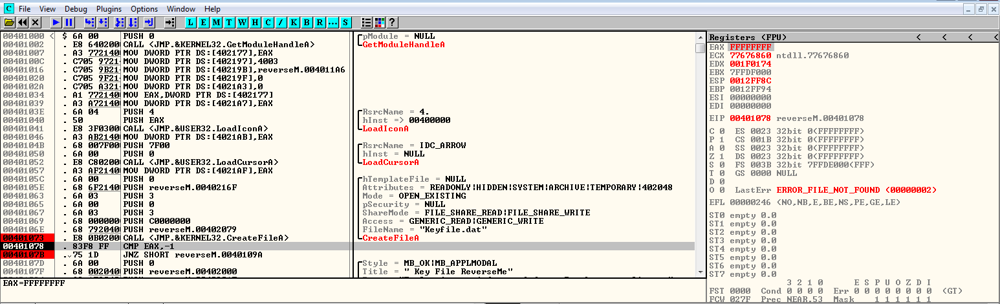 C File View Debug Plugins Options Window Help
L E M T W H C / K B R ... S ?
00401000 < $ 6A 00 PUSH 0 pModule = NULL
00401002 . E8 640200 CALL <JMP.&KERNEL32.GetModuleHandleA> GetModuleHandleA
00401007 . A3 772140 MOV DWORD PTR DS:[402177],EAX
0040100C . C705 9721 MOV DWORD PTR DS:[402197],4003
00401016 . C705 9B21 MOV DWORD PTR DS:[40219B],reverseM.004011A6
00401020 . C705 9F21 MOV DWORD PTR DS:[40219F],0
0040102A . C705 A321 MOV DWORD PTR DS:[4021A3],0
00401034 . A1 772140 MOV EAX,DWORD PTR DS:[402177]
00401039 . A3 A72140 MOV DWORD PTR DS:[4021A7],EAX
0040103E . 6A 04 PUSH 4 RsrcName = 4.
00401040 . 50 PUSH EAX hInst => 00400000
00401041 . E8 3F0300 CALL <JMP.&USER32.LoadIconA> LoadIconA
00401046 . A3 AB2140 MOV DWORD PTR DS:[4021AB],EAX
0040104B . 68 007F00 PUSH 7F00 RsrcName = IDC_ARROW
00401050 . 6A 00 PUSH 0 hInst = NULL
00401052 . E8 C80200 CALL <JMP.&USER32.LoadCursorA> LoadCursorA
00401057 . A3 AF2140 MOV DWORD PTR DS:[4021AF],EAX
0040105C . 6A 00 PUSH 0 hTemplateFile = NULL
0040105E . 68 6F2140 PUSH reverseM.0040216F Attributes = READONLY|HIDDEN|SYSTEM|ARCHIVE|TEMPORARY|402048
00401063 . 6A 03 PUSH 3 Mode = OPEN_EXISTING
00401065 . 6A 00 PUSH 0 pSecurity = NULL
00401067 . 6A 03 PUSH 3 ShareMode = FILE_SHARE_READ|FILE_SHARE_WRITE
00401069 . 68 000000 PUSH C0000000 Access = GENERIC_READ|GENERIC_WRITE
0040106E . 68 792040 PUSH reverseM.00402079 FileName = "Keyfile.dat"
00401073 . E8 0B0200 CALL <JMP.&KERNEL32.CreateFileA> CreateFileA
00401078 . 83F8 FF CMP EAX,-1
0040107B . 75 1D JNZ SHORT reverseM.0040109A
0040107D . 6A 00 PUSH 0 Style = MB_OK|MB_APPLMODAL
0040107F . 68 002040 PUSH reverseM.00402000 Title = " Key File ReverseMe"
EAX=FFFFFFFF
Registers (FPU) < < < <
EAX FFFFFFFF
ECX 77676860 ntdll.77676860
EDX 001F0174
EBX 7FFDF000
ESP 0012FF8C
EBP 0012FF94
ESI 00000000
EDI 00000000
EIP 00401078 reverseM.00401078
C 0 ES 0023 32bit 0(FFFFFFFF)
P 1 CS 001B 32bit 0(FFFFFFFF)
A 0 SS 0023 32bit 0(FFFFFFFF)
Z 1 DS 0023 32bit 0(FFFFFFFF)
S 0 FS 003B 32bit 7FFDE000(FFF)
T 0 GS 0000 NULL
D 0
O 0 LastErr ERROR_FILE_NOT_FOUND (00000002)
EFL 00000246 (NO,NB,E,BE,NS,PE,GE,LE)
ST0 empty 0.0
ST1 empty 0.0
ST2 empty 0.0
ST3 empty 0.0
ST4 empty 0.0
ST5 empty 0.0
ST6 empty 0.0
ST7 empty 0.0
3 2 1 0 E S P U O Z D I
FST 0000 Cond 0 0 0 0 Err 0 0 0 0 0 0 0 0 (GT)
FCW 027F Prec NEAR,53 Mask 1 1 1 1 1 1